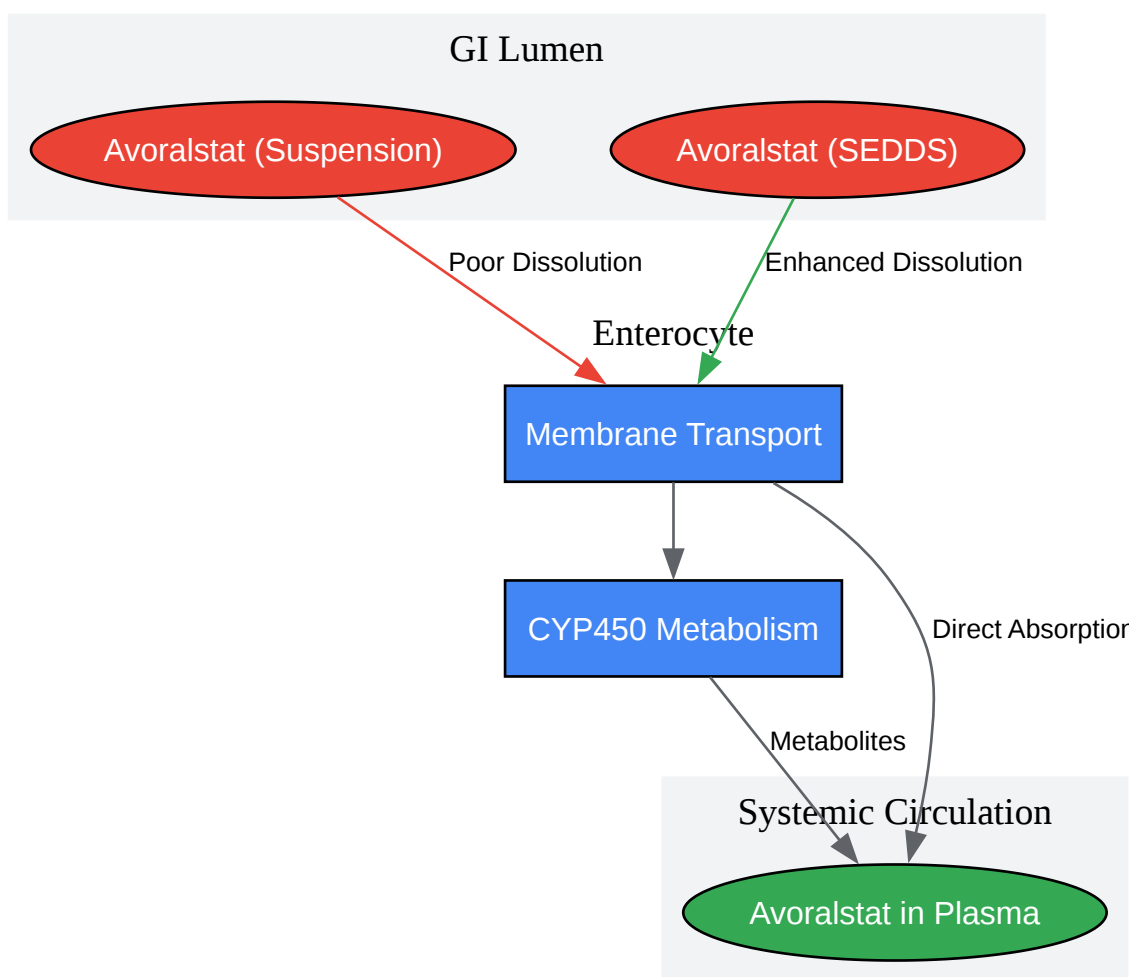 GI Lumen
Avoralstat (Suspension)
Avoralstat (SEDDS)
Poor Dissolution
Enhanced Dissolution
Enterocyte
Membrane Transport
CYP450 Metabolism
Direct Absorption
Metabolites
Systemic Circulation
Avoralstat in Plasma